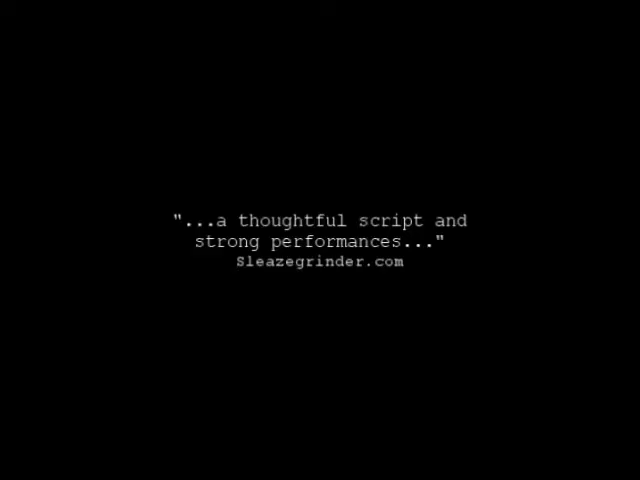 "...a thoughtful script and
strong performances..."
Sleazegrinder.com